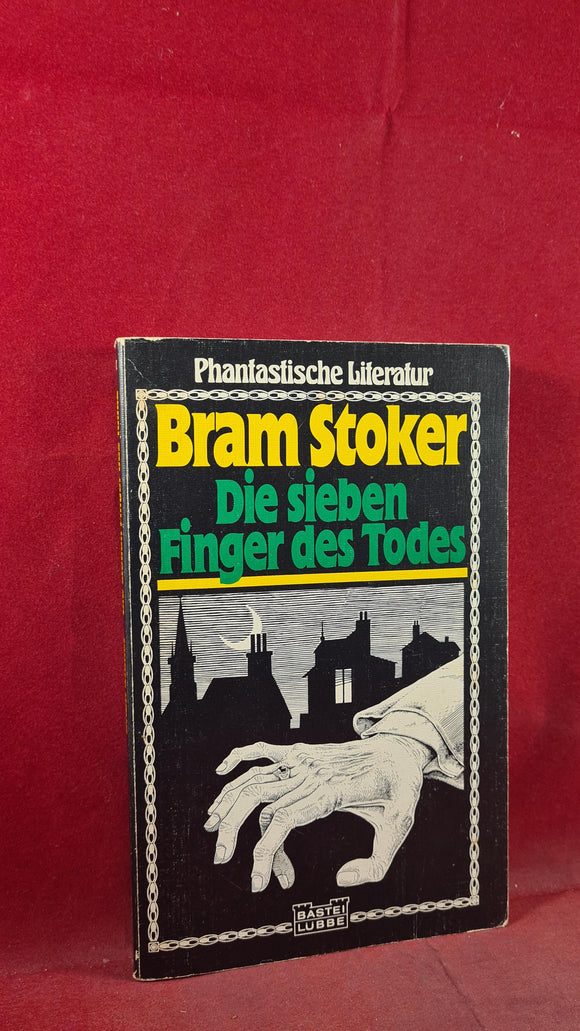 Phantastische Literatur
Bram Stoker
Die sieben
Finger des Todes
BASTEI
LÜBBE